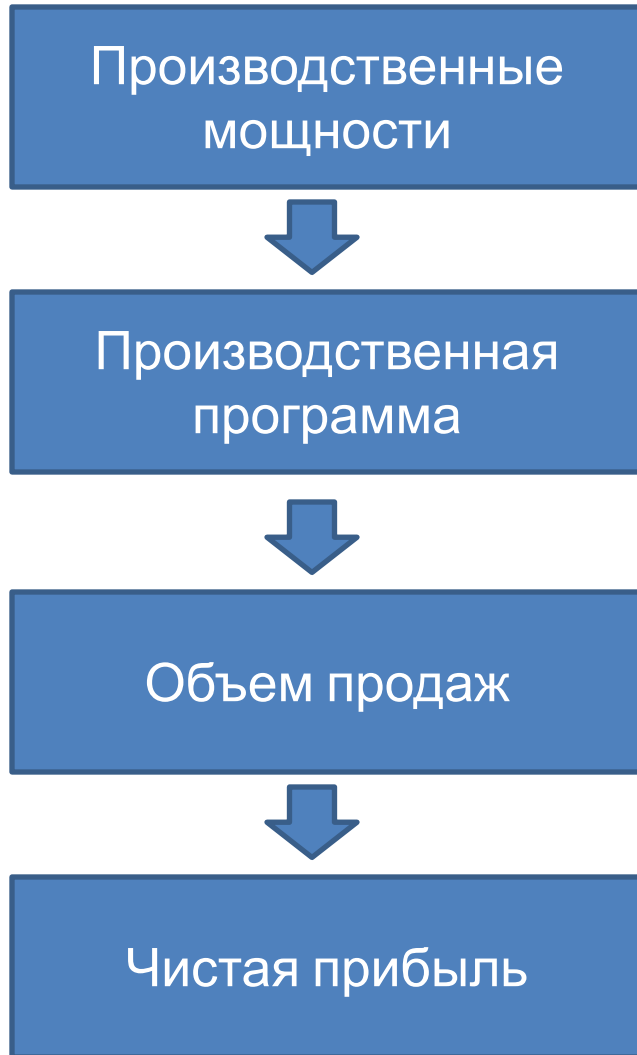 Производственные
мощности
Производственная
программа
Объем продаж
Чистая прибыль